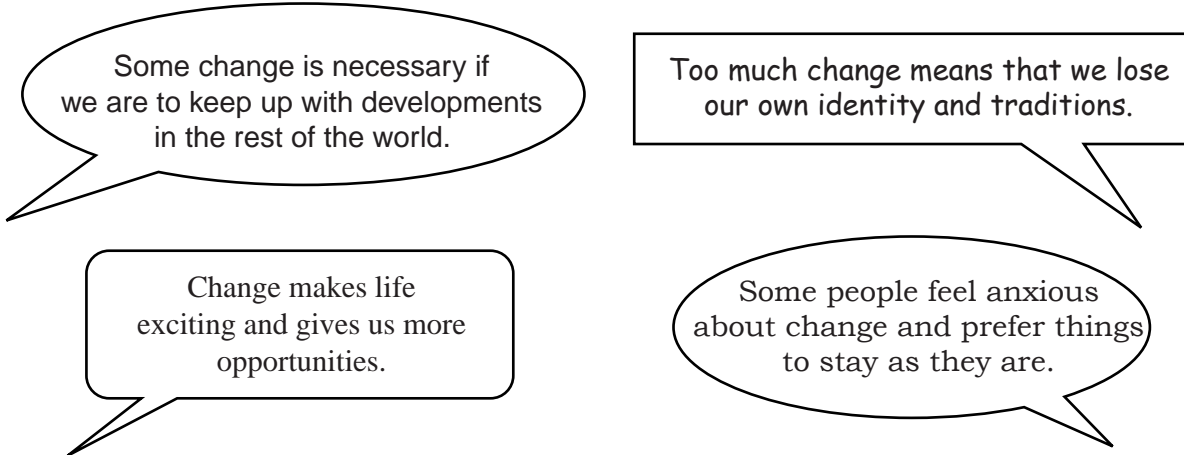 Some change is necessary if
we are to keep up with developments
in the rest of the world.
Too much change means that we lose
our own identity and traditions.
Change makes life
exciting and gives us more
opportunities.
Some people feel anxious
about change and prefer things
to stay as they are.